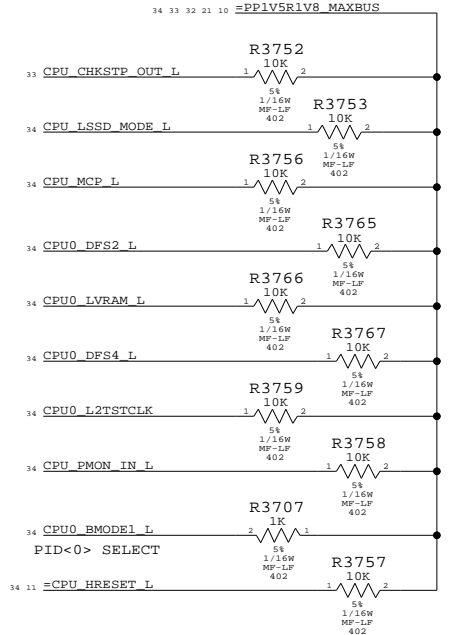 34 33 32 21 10 =PP1V5R1V8_MAXBUS
R3752
10K
33 CPU_CHKSTP_OUT_L 1 2
5%
1/16W
MF-LF
402
R3753
10K
34 CPU_LSSD_MODE_L 1 2
5%
1/16W
MF-LF
402
R3756
10K
34 CPU_MCP_L 1 2
5%
1/16W
MF-LF
402
R3765
10K
34 CPU0_DFS2_L 1 2
5%
1/16W
MF-LF
402
R3766
10K
34 CPU0_LVRAM_L 1 2
5%
1/16W
MF-LF
402
R3767
10K
34 CPU0_DFS4_L 1 2
5%
1/16W
MF-LF
402
R3759
10K
34 CPU0_L2TSTCLK 1 2
5%
1/16W
MF-LF
402
R3758
10K
34 CPU_PMON_IN_L 1 2
5%
1/16W
MF-LF
402
R3707
1K
34 CPU0_BMODE1_L 2 1
PID<0> SELECT
5%
1/16W
MF-LF
402
R3757
10K
34 11 =CPU_HRESET_L 1 2
5%
1/16W
MF-LF
402